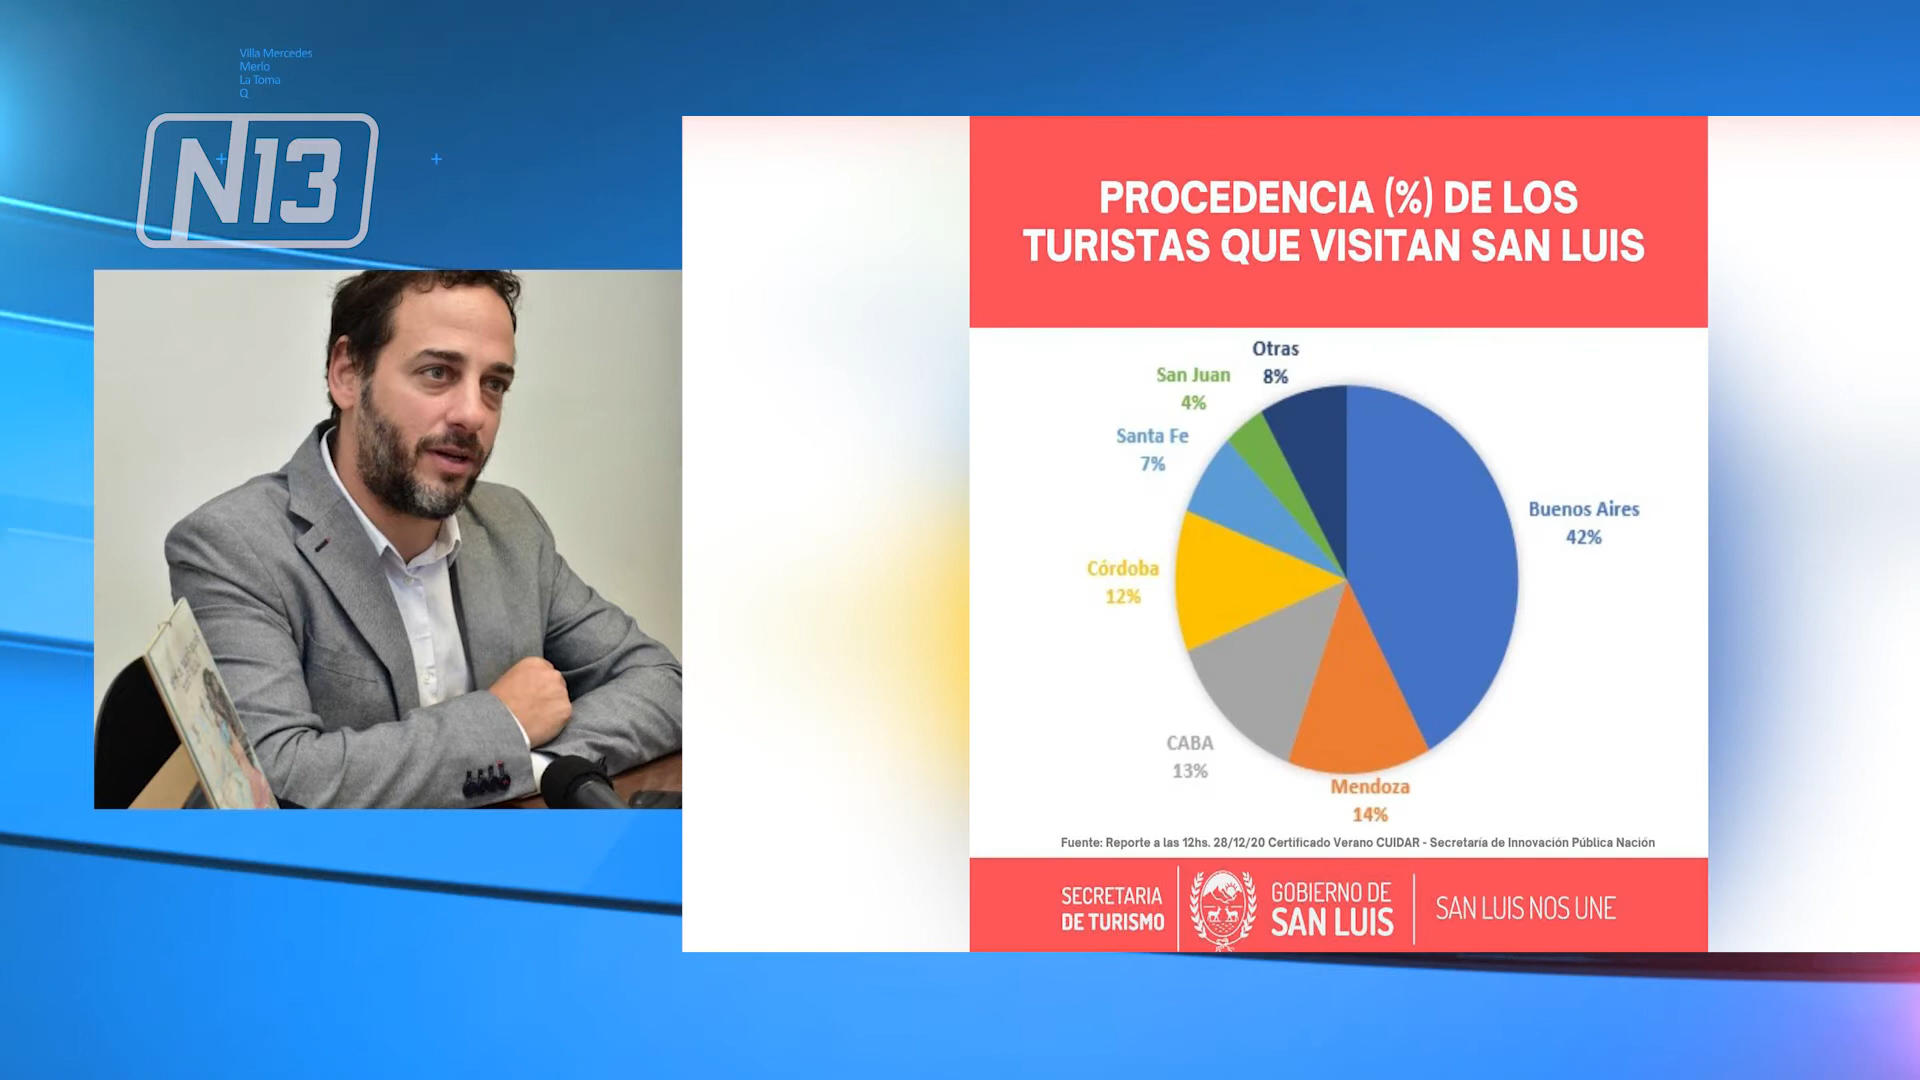 Villa Mercedes
Merlo
La Toma
Q
N13
PROCEDENCIA (%) DE LOS
TURISTAS QUE VISITAN SAN LUIS
Otras
8%
San Juan
4%
Santa Fe
7%
Buenos Aires
42%
Córdoba
12%
CABA
13%
Mendoza
14%
Fuente: Reporte a las 12hs. 28/12/20 Certificado Verano CUIDAR - Secretaría de Innovación Pública Nación
SECRETARIA
DE TURISMO
GOBIERNO DE
SAN LUIS
SAN LUIS NOS UNE